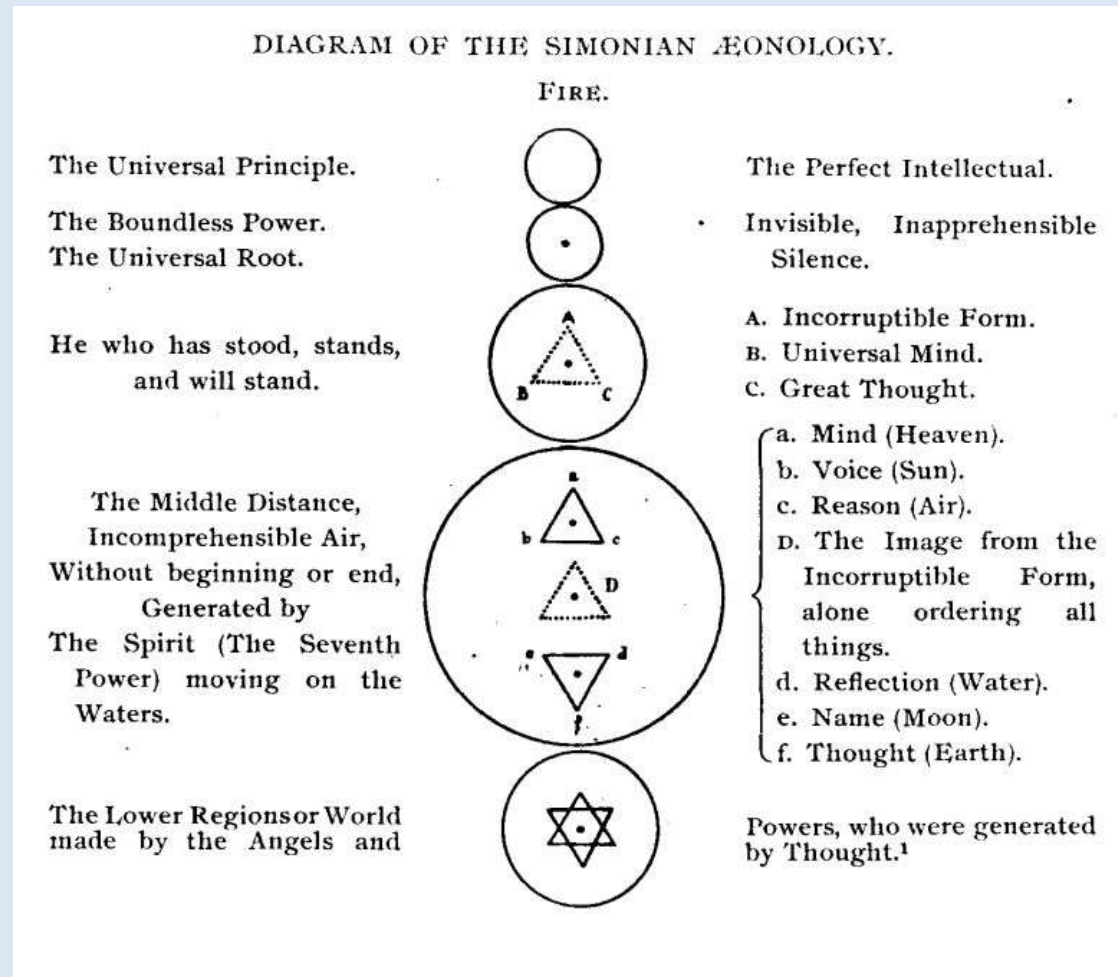 DIAGRAM OF THE SIMONIAN ÆONOLOGY.
FIRE.
The Universal Principle.
The Perfect Intellectual.
The Boundless Power.
The Universal Root.
Invisible, Inapprehensible
Silence.
He who has stood, stands,
and will stand.
A
B C
A. Incorruptible Form.
B. Universal Mind.
C. Great Thought.
The Middle Distance,
Incomprehensible Air,
Without beginning or end,
Generated by
The Spirit (The Seventh
Power) moving on the
Waters.
a
b c
D
e d
f
a. Mind (Heaven).
b. Voice (Sun).
c. Reason (Air).
D. The Image from the
Incorruptible Form,
alone ordering all
things.
d. Reflection (Water).
e. Name (Moon).
f. Thought (Earth).
The Lower Regions or World
made by the Angels and
Powers, who were generated
by Thought.¹